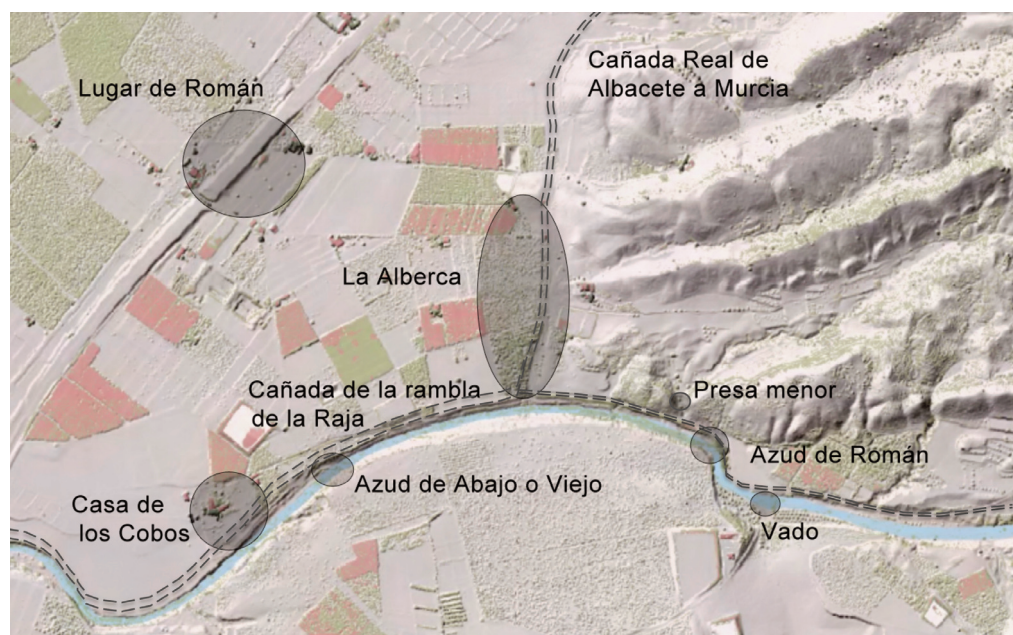 Cañada Real de
Albacete à Murcia
Lugar de Román
La Alberca
Cañada de la rambla
de la Raja
Presa menor
Azud de Román
Azud de Abajo o Viejo
Casa de
los Cobos
Vado